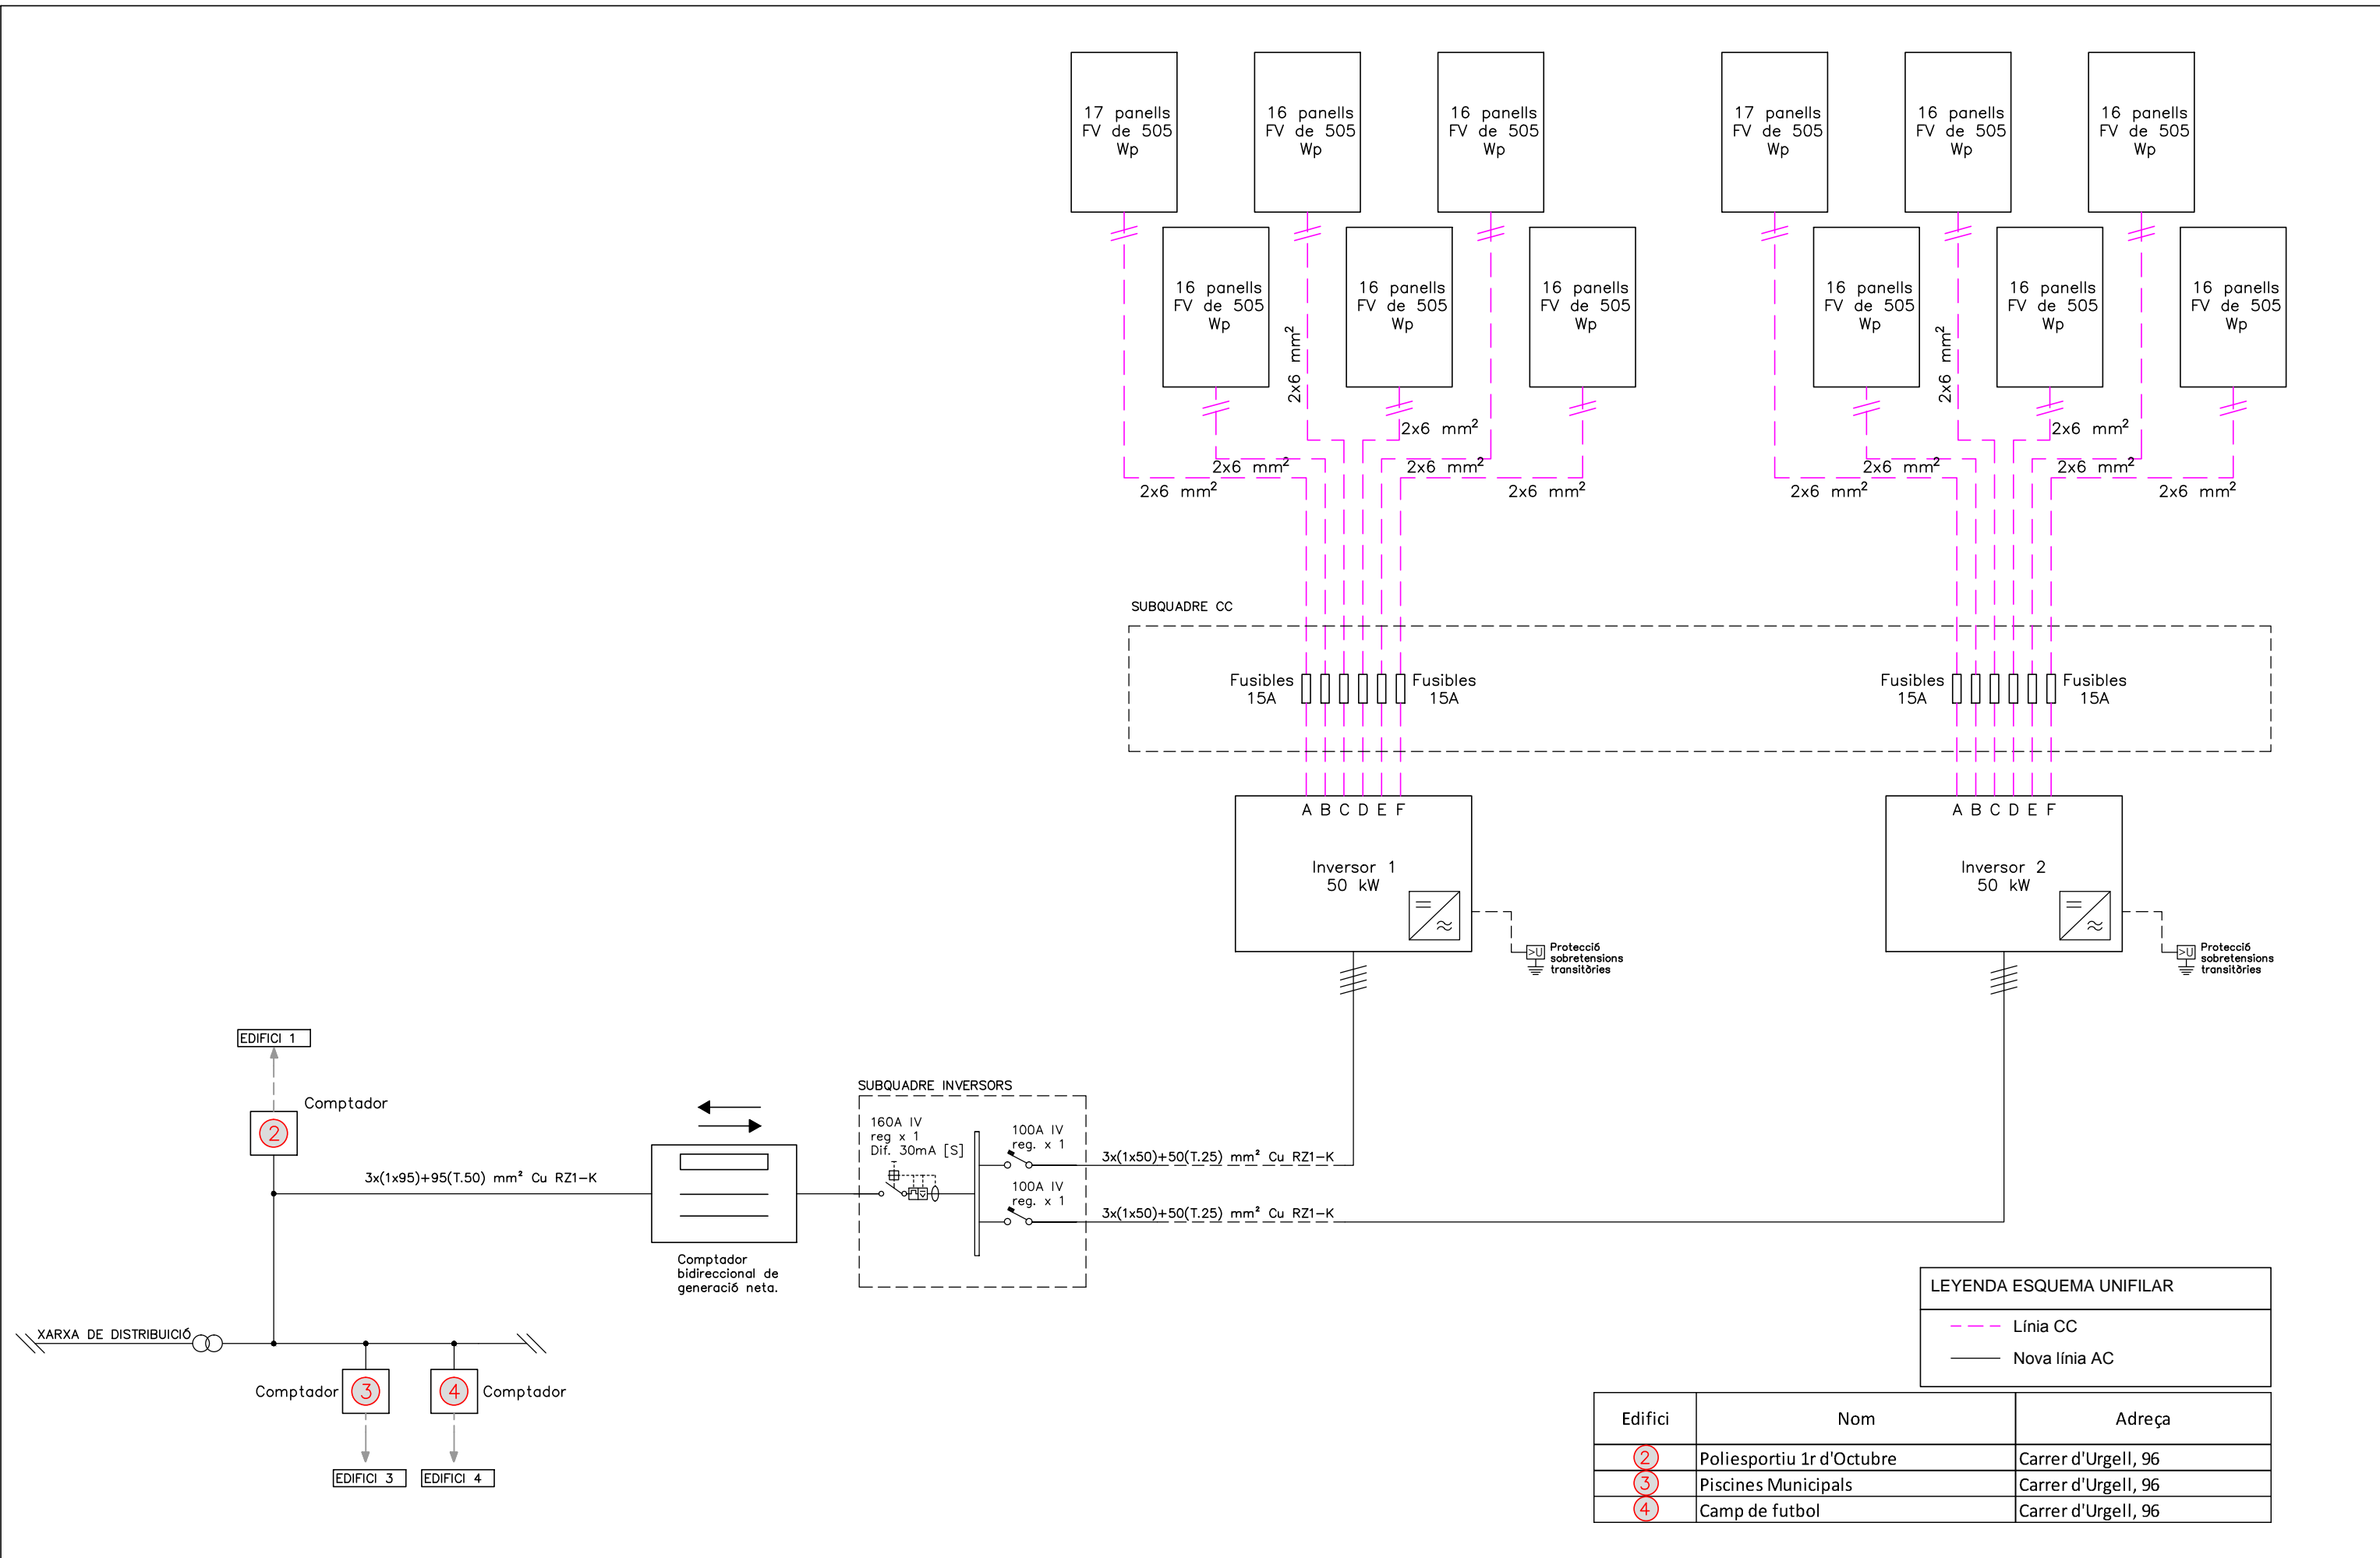 17 panells
FV de 505
Wp
16 panells
FV de 505
Wp
16 panells
FV de 505
Wp
17 panells
FV de 505
Wp
16 panells
FV de 505
Wp
16 panells
FV de 505
Wp
16 panells
FV de 505
Wp
16 panells
FV de 505
Wp
16 panells
FV de 505
Wp
16 panells
FV de 505
Wp
16 panells
FV de 505
Wp
16 panells
FV de 505
Wp
2x6 mm²
2x6 mm²
2x6 mm²
2x6 mm²
2x6 mm²
2x6 mm²
2x6 mm²
2x6 mm²
2x6 mm²
2x6 mm²
2x6 mm²
2x6 mm²
SUBQUADRE CC
Fusibles
15A
Fusibles
15A
Fusibles
15A
Fusibles
15A
A B C D E F
Inversor 1
50 kW
A B C D E F
Inversor 2
50 kW
>U
Protecció
sobretensions
transitòries
>U
Protecció
sobretensions
transitòries
EDIFICI 1
Comptador
2
3x(1x95)+95(T.50) mm² Cu RZ1-K
Comptador
bidireccional de
generació neta.
SUBQUADRE INVERSORS
160A IV
reg x 1
Dif. 30mA [S]
100A IV
reg. x 1
100A IV
reg. x 1
3x(1x50)+50(T.25) mm² Cu RZ1-K
3x(1x50)+50(T.25) mm² Cu RZ1-K
XARXA DE DISTRIBUICIÓ
Comptador
3
4
Comptador
EDIFICI 3
EDIFICI 4
LEYENDA ESQUEMA UNIFILAR
Línia CC
Nova línia AC
Edifici Nom Adreça
2 Poliesportiu 1r d'Octubre Carrer d'Urgell, 96
3 Piscines Municipals Carrer d'Urgell, 96
4 Camp de futbol Carrer d'Urgell, 96